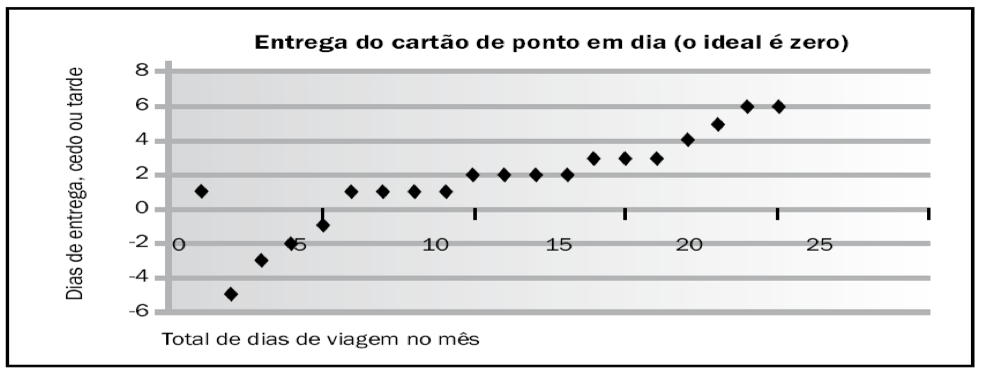 Entrega do cartão de ponto em dia (o ideal é zero)
Dias de entrega, cedo ou tarde
8
6
4
2
0
-2
-4
-6
0 5 10 15 20 25
Total de dias de viagem no mês